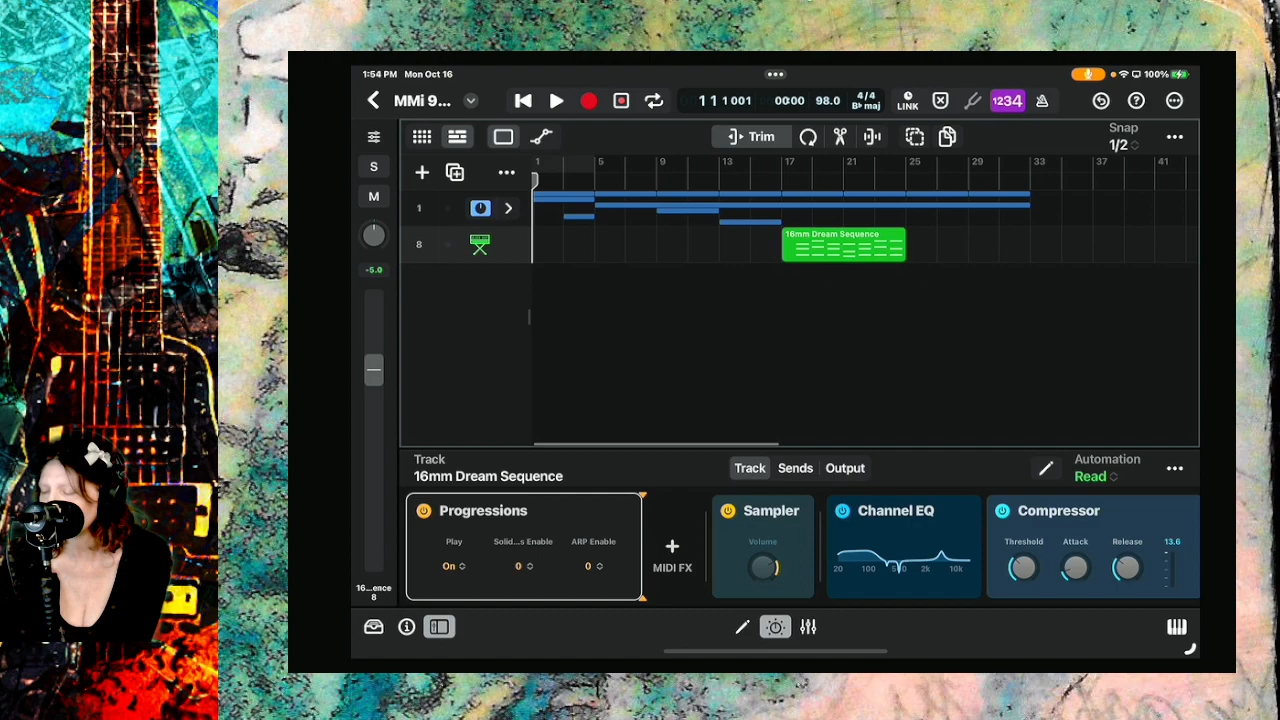 1:54 PM Mon Oct 16
100%
MMi 9...
1 1 1 001
00:00
98.0
4/4
B♭ maj
LINK
1234
Trim
Snap
1/2
S
M
-5.0
1 5 9 13 17 21 25 29 33 37 41
1
8
16mm Dream Sequence
Track
16mm Dream Sequence
Track Sends Output
Automation
Read
Progressions
Play Solid...s Enable ARP Enable
On 0 0
MIDI FX
Sampler
Volume
Channel EQ
20 100 500 2k 10k
Compressor
Threshold Attack Release 13.6
16...ence
8